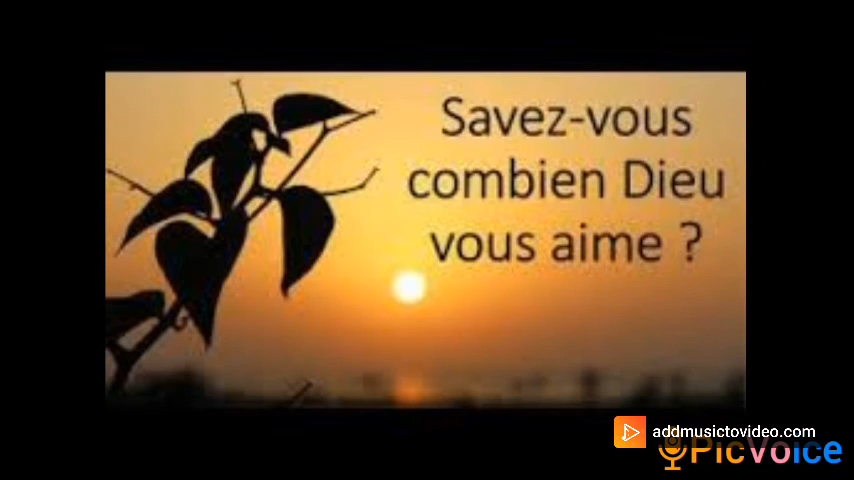 Savez-vous
combien Dieu
vous aime ?
addmusictovideo.com
PicVoice